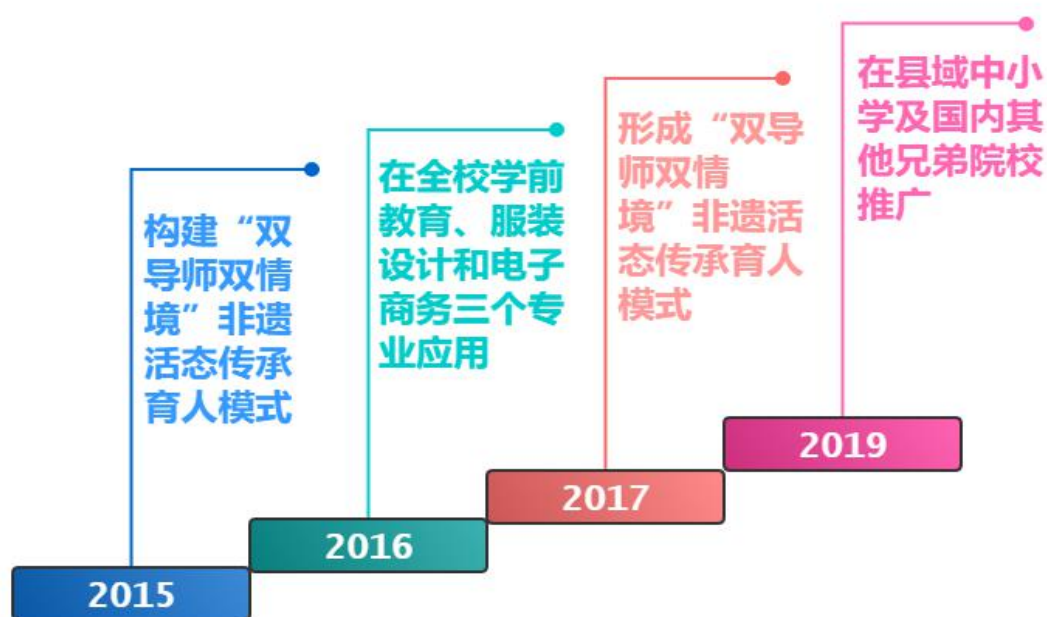 构建“双
导师双情
境”非遗
活态传承
育人模式
2015
在全校学前
教育、服装
设计和电子
商务三个专
业应用
2016
形成“双导
师双情
境”非遗活
态传承育人
模式
2017
在县域中小
学及国内其
他兄弟院校
推广
2019